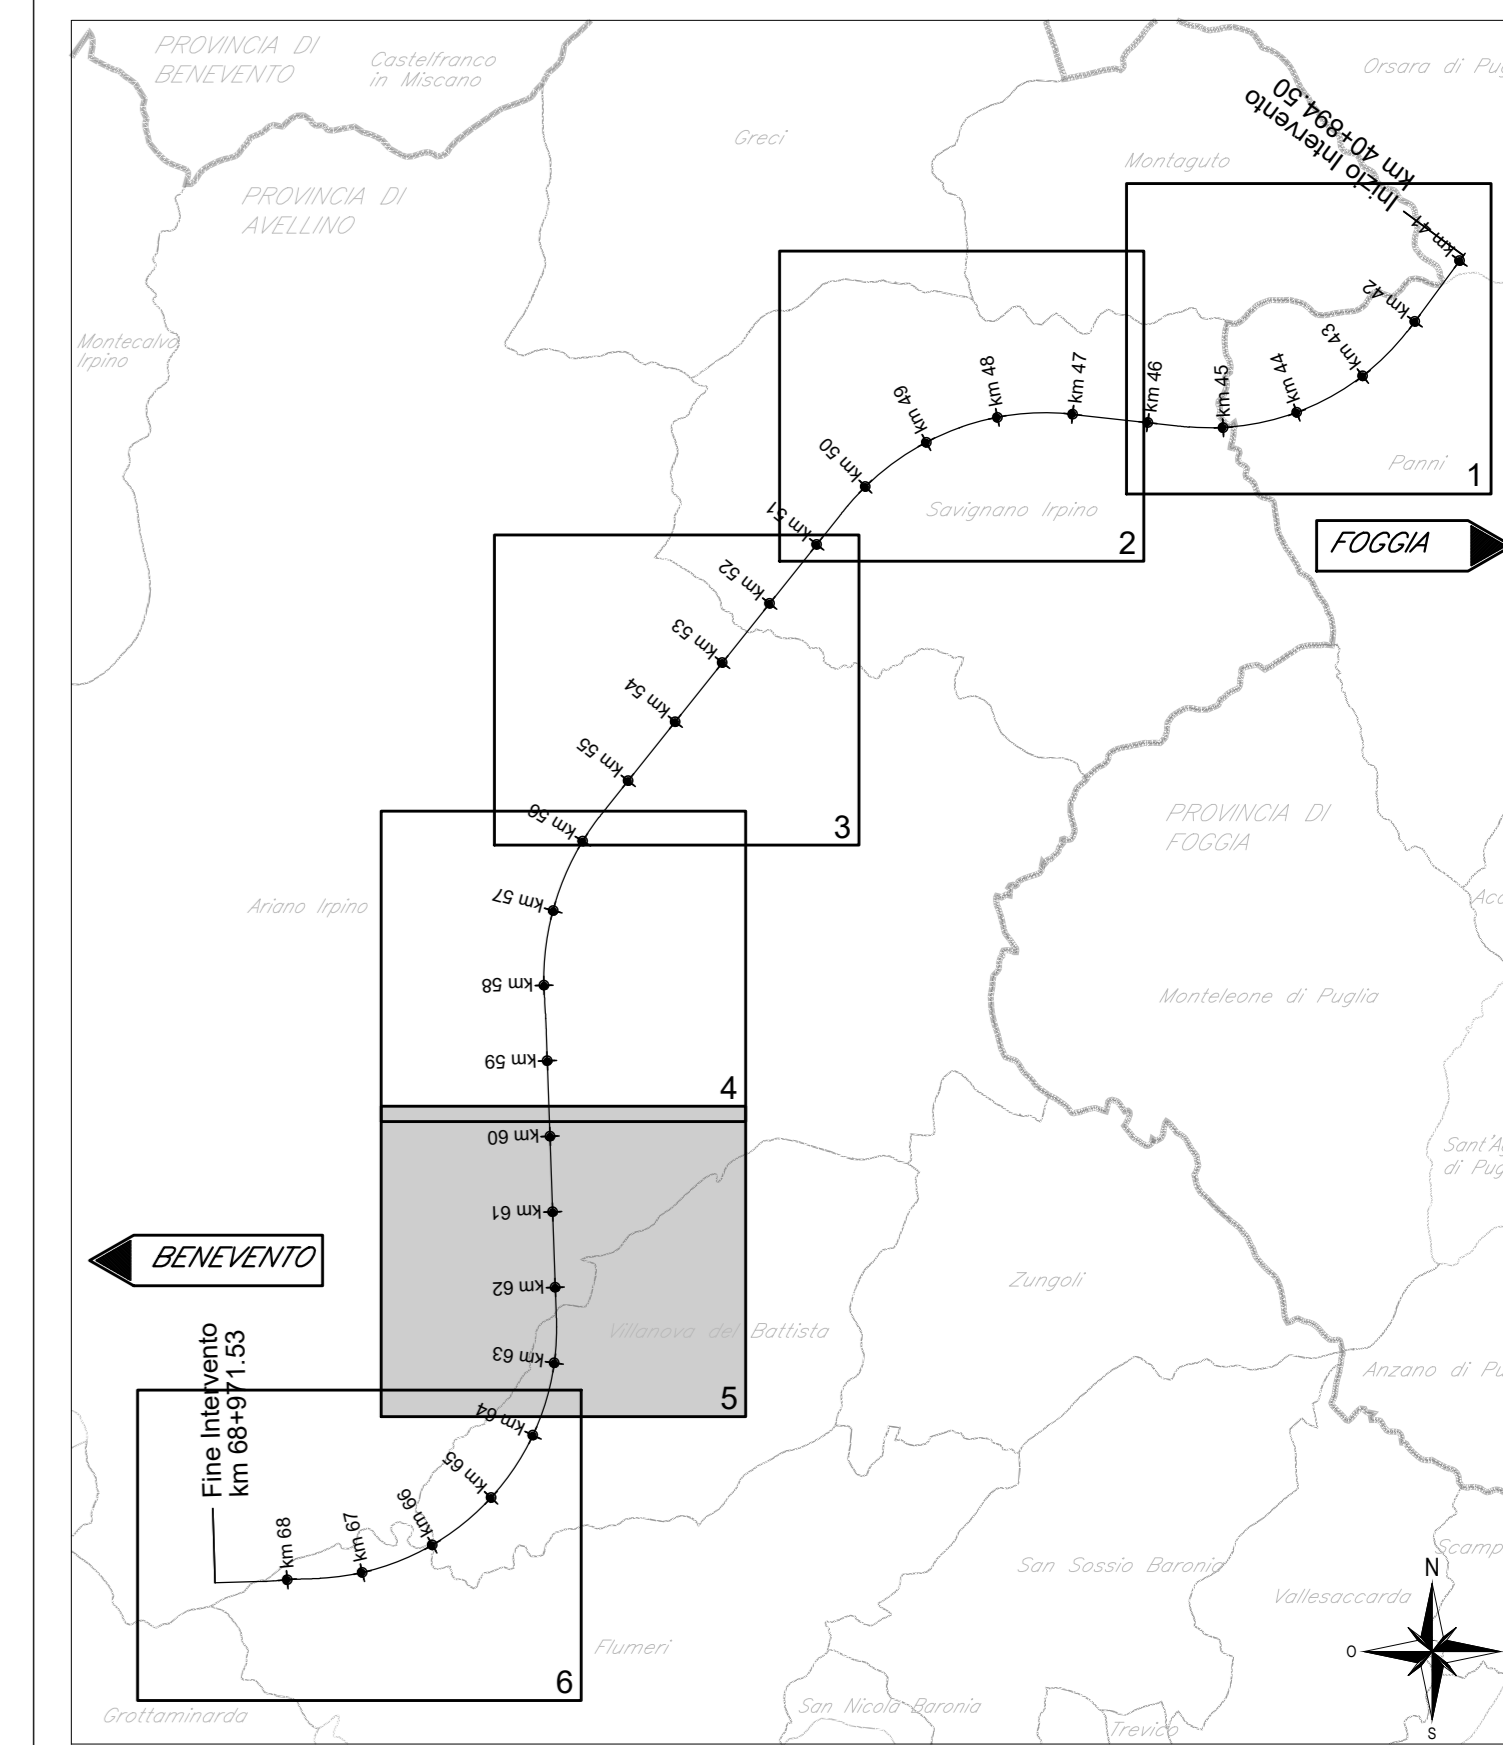 PROVINCIA DI
BENEVENTO
Castelfranco
in Miscano
Orsara di
Greci
Montaguto
Inizio Intervento
km 40+894.50
PROVINCIA DI
AVELLINO
km 41
km 42
km 43
km 44
km 45
km 46
km 47
km 48
km 49
km 50
km 51
Montecalvo
Irpino
Panni
1
Savignano Irpino
2
FOGGIA
km 52
km 53
km 54
km 55
km 56
3
PROVINCIA DI
FOGGIA
Ariano Irpino
km 57
km 58
km 59
4
Monteleone di Puglia
km 60
km 61
km 62
km 63
BENEVENTO
Zungoli
Villanova del Battista
5
Anzano di
Fine Intervento
km 68+971.53
km 64
km 65
km 66
km 67
km 68
6
San Sossio Baronia
Vallesaccarda
Flumeri
San Nicola Baronia
Trevico
Grottaminarda
N
O
S